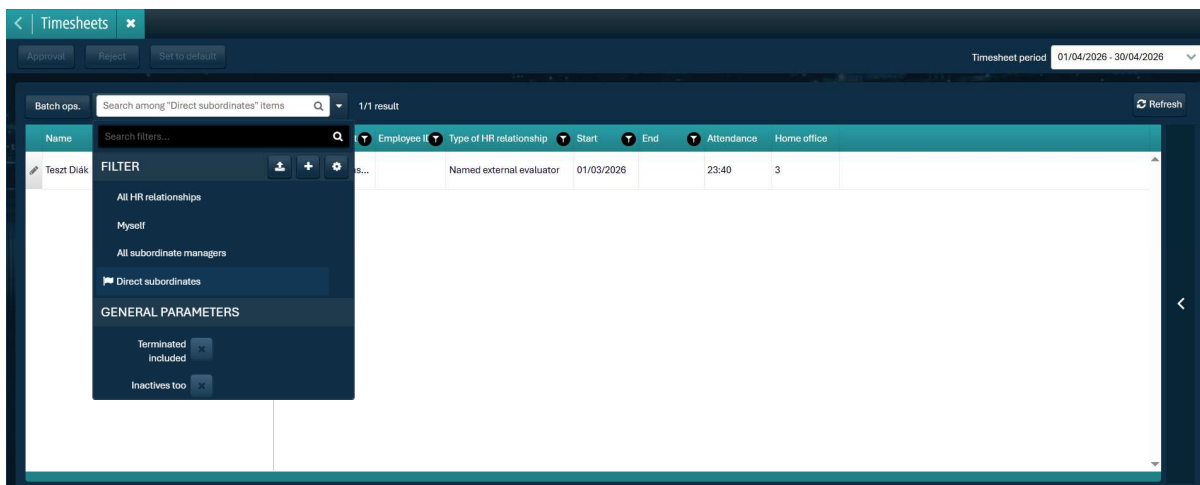 Timesheets
Approval Reject Set to default Timesheet period 01/04/2026 - 30/04/2026
Batch ops. Search among "Direct subordinates" items 1/1 result Refresh
Name Search filters... Employee Type of HR relationship Start End Attendance Home office
Teszt Diák FILTER Named external evaluator 01/03/2026 23:40 3
All HR relationships
Myself
All subordinate managers
Direct subordinates
GENERAL PARAMETERS
Terminated
included
Inactives too